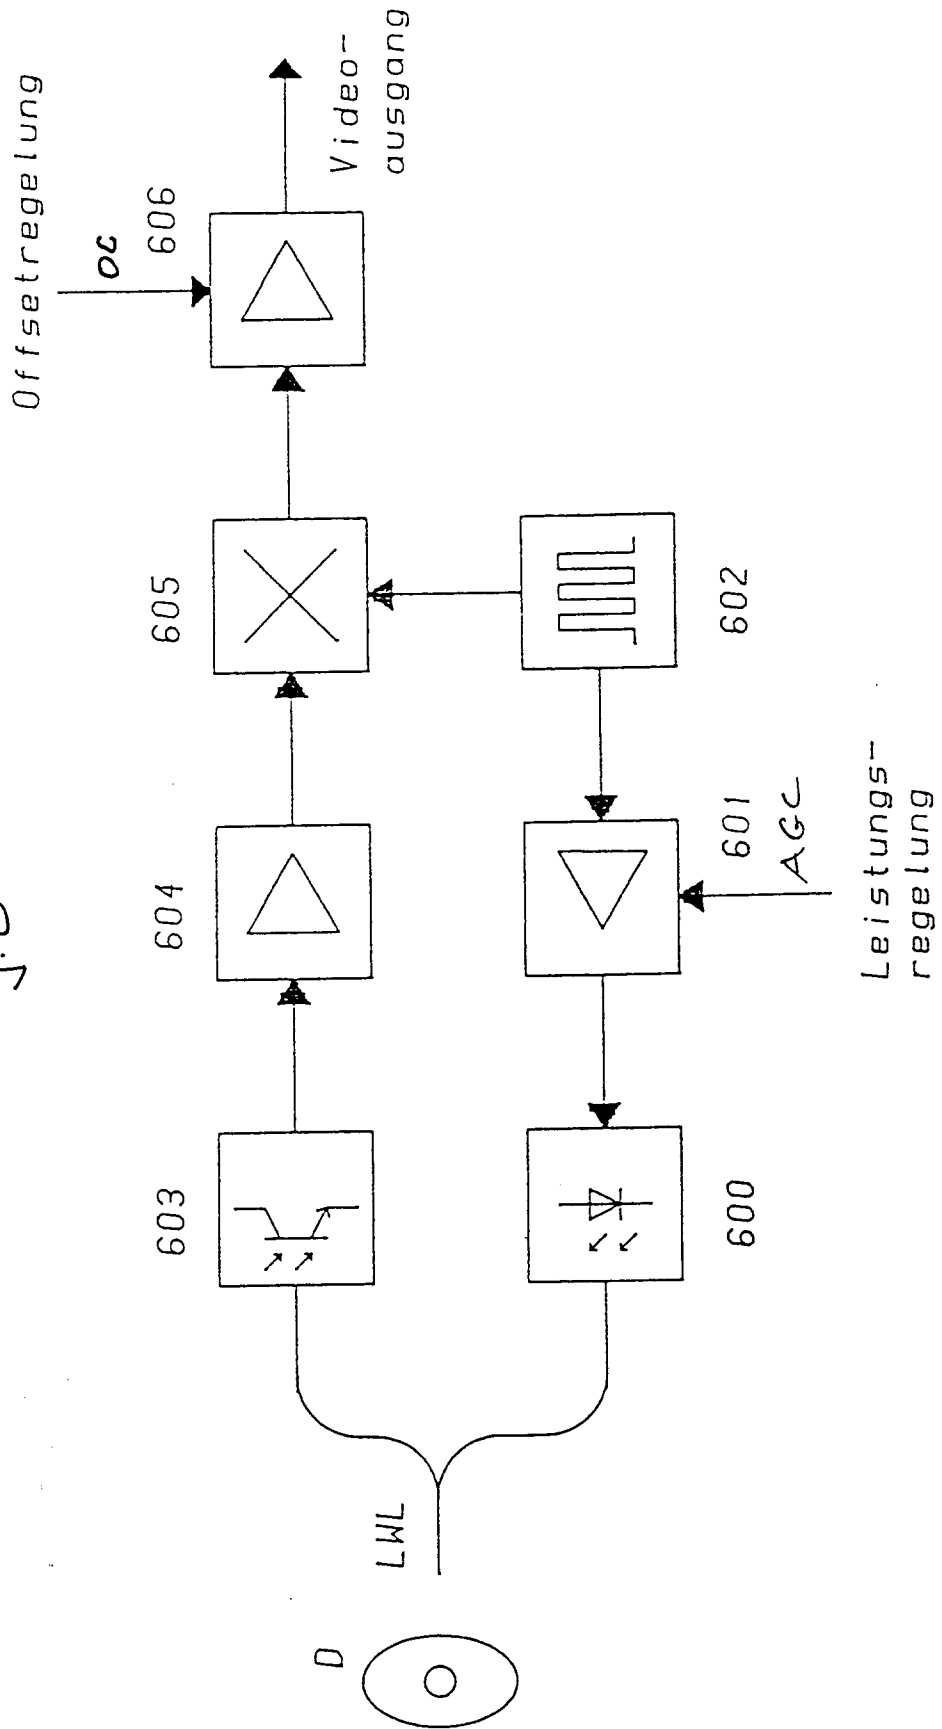 Offsetregelung
OC
606
Video-
ausgang
605
602
604
601
AGC
Leistungs-
regelung
603
600
LWL
D